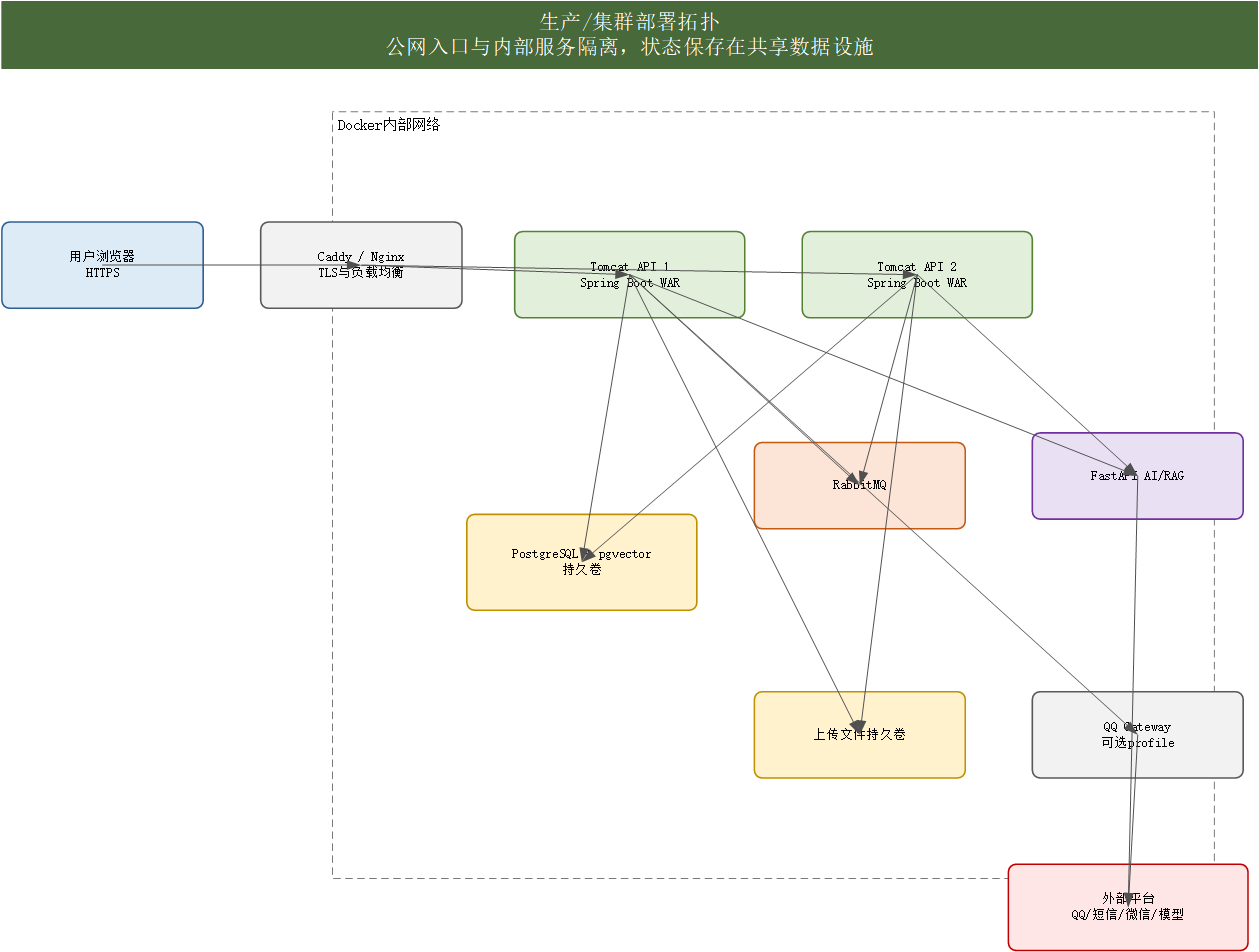 生产/集群部署拓扑
公网入口与内部服务隔离，状态保存在共享数据设施
Docker内部网络
用户浏览器
HTTPS
Caddy / Nginx
TLS与负载均衡
Tomcat API 1
Spring Boot WAR
Tomcat API 2
Spring Boot WAR
RabbitMQ
FastAPI AI/RAG
PostgreSQL + pgvector
持久卷
上传文件持久卷
QQ Gateway
可选profile
外部平台
QQ/短信/微信/模型